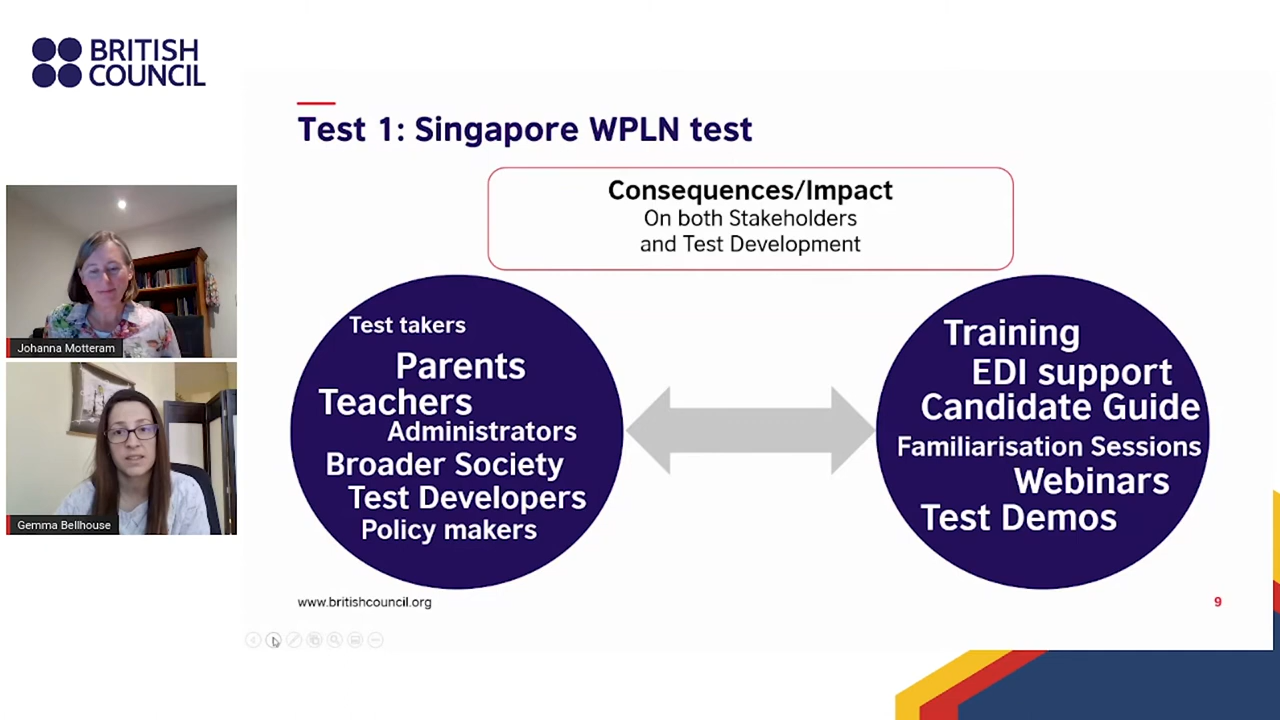 BRITISH
COUNCIL
Test 1: Singapore WPLN test
Consequences/Impact
On both Stakeholders
and Test Development
Test takers
Parents
Teachers
Administrators
Broader Society
Test Developers
Policy makers
Training
EDI support
Candidate Guide
Familiarisation Sessions
Webinars
Test Demos
Johanna Motteram
Gemma Bellhouse
www.britishcouncil.org
9